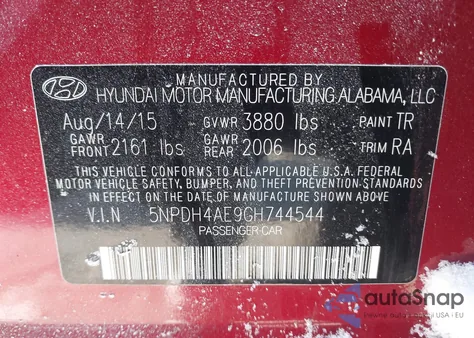 MANUFACTURED BY
HYUNDAI MOTOR MANUFACTURING ALABAMA, LLC
Aug/14/15 GVWR 3880 lbs PAINT TR
GAWR FRONT 2161 lbs GAWR REAR 2006 lbs TRIM RA
THIS VEHICLE CONFORMS TO ALL APPLICABLE U.S.A. FEDERAL
MOTOR VEHICLE SAFETY, BUMPER, AND THEFT PREVENTION STANDARDS
IN EFFECT ON THE DATE OF MANUFACTURE SHOWN ABOVE.
V.I.N 5NPDH4AE9GH744544
PASSENGER-CAR
autoSnap